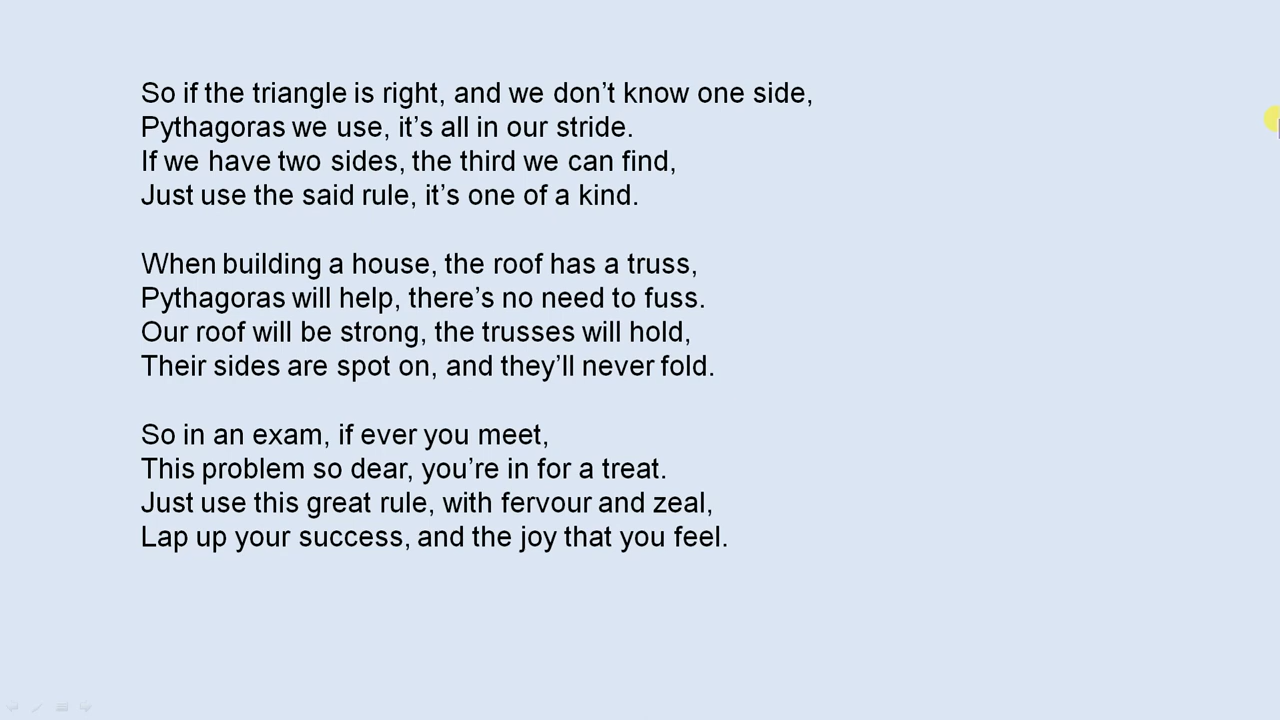 So if the triangle is right, and we don’t know one side,
Pythagoras we use, it’s all in our stride.
If we have two sides, the third we can find,
Just use the said rule, it’s one of a kind.
When building a house, the roof has a truss,
Pythagoras will help, there’s no need to fuss.
Our roof will be strong, the trusses will hold,
Their sides are spot on, and they’ll never fold.
So in an exam, if ever you meet,
This problem so dear, you’re in for a treat.
Just use this great rule, with fervour and zeal,
Lap up your success, and the joy that you feel.